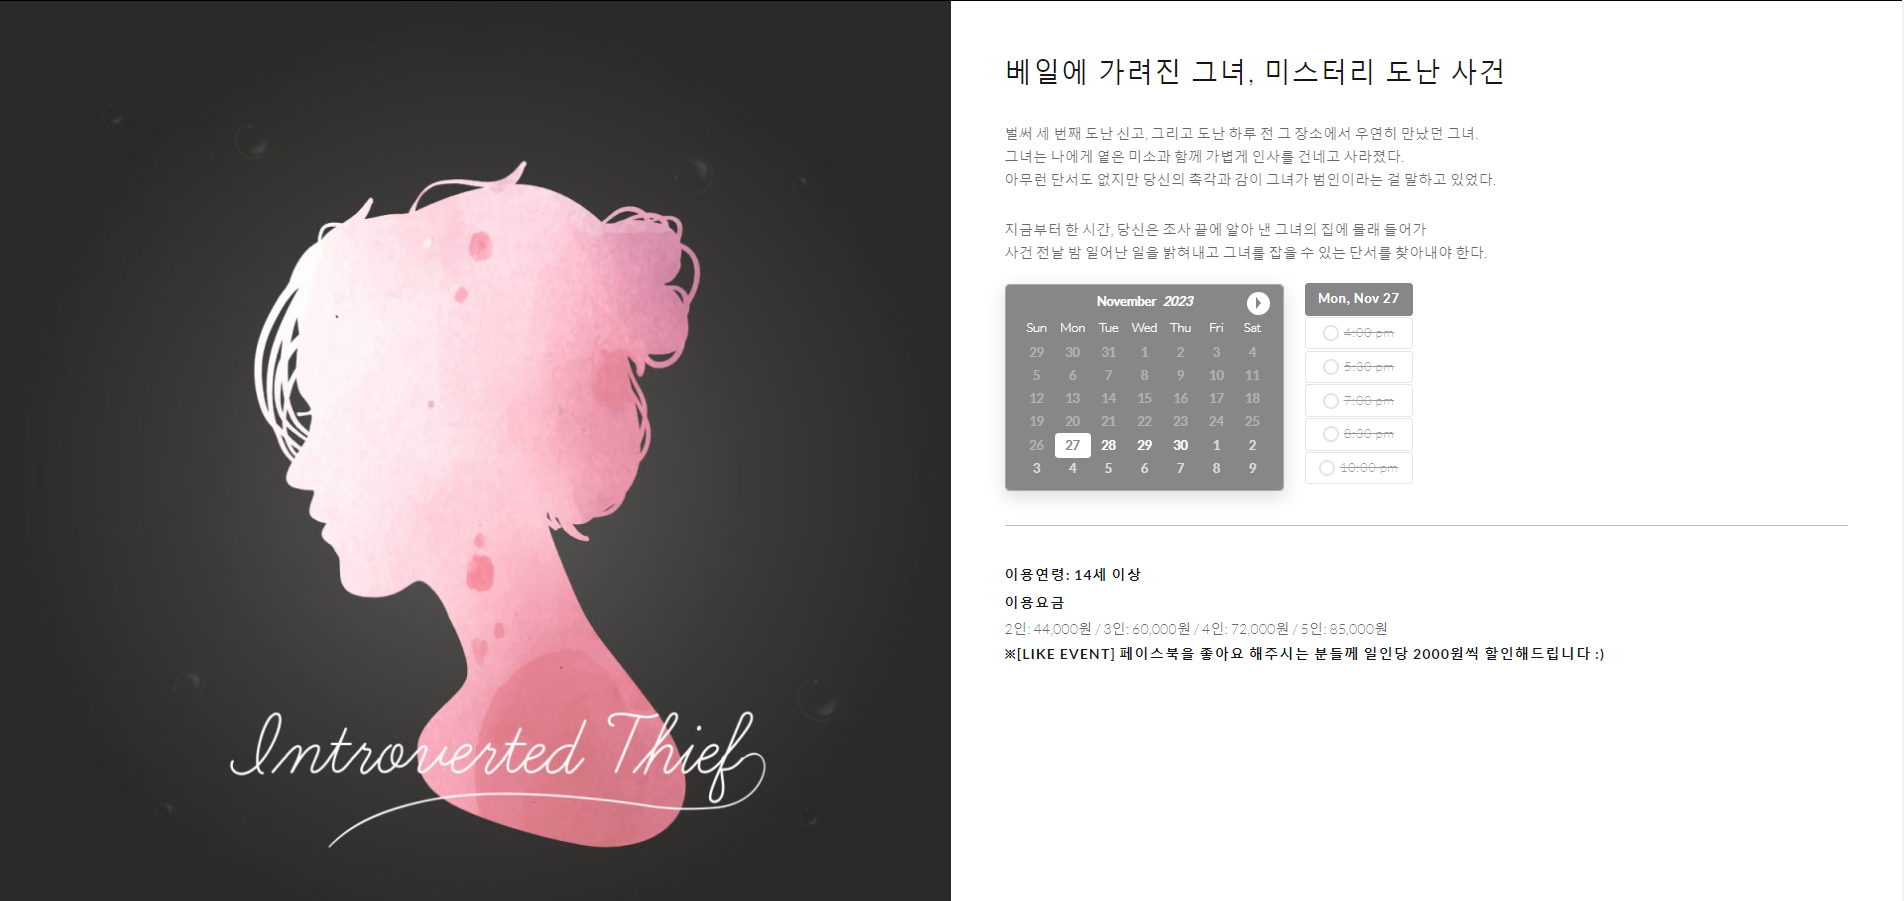 Introverted Thief
베일에 가려진 그녀, 미스터리 도난 사건
벌써 세 번째 도난 신고, 그리고 도난 하루 전 그 장소에서 우연히 만났던 그녀.
그녀는 나에게 옅은 미소과 함께 가볍게 인사를 건네고 사라졌다.
아무런 단서도 없지만 당신의 촉각과 감이 그녀가 범인이라는 걸 말하고 있었다.
지금부터 한 시간, 당신은 조사 끝에 알아 낸 그녀의 집에 몰래 들어가
사건 전날 밤 일어난 일을 밝혀내고 그녀를 잡을 수 있는 단서를 찾아내야 한다.
November 2023
Sun Mon Tue Wed Thu Fri Sat
29 30 31 1 2 3 4
5 6 7 8 9 10 11
12 13 14 15 16 17 18
19 20 21 22 23 24 25
26 27 28 29 30 1 2
3 4 5 6 7 8 9
Mon, Nov 27
4:00 pm
5:30 pm
7:00 pm
8:30 pm
10:00 pm
이용연령: 14세 이상
이용요금
2인: 44,000원 / 3인: 60,000원 / 4인: 72,000원 / 5인: 85,000원
※[LIKE EVENT] 페이스북을 좋아요 해주시는 분들께 일인당 2000원씩 할인해드립니다 :)